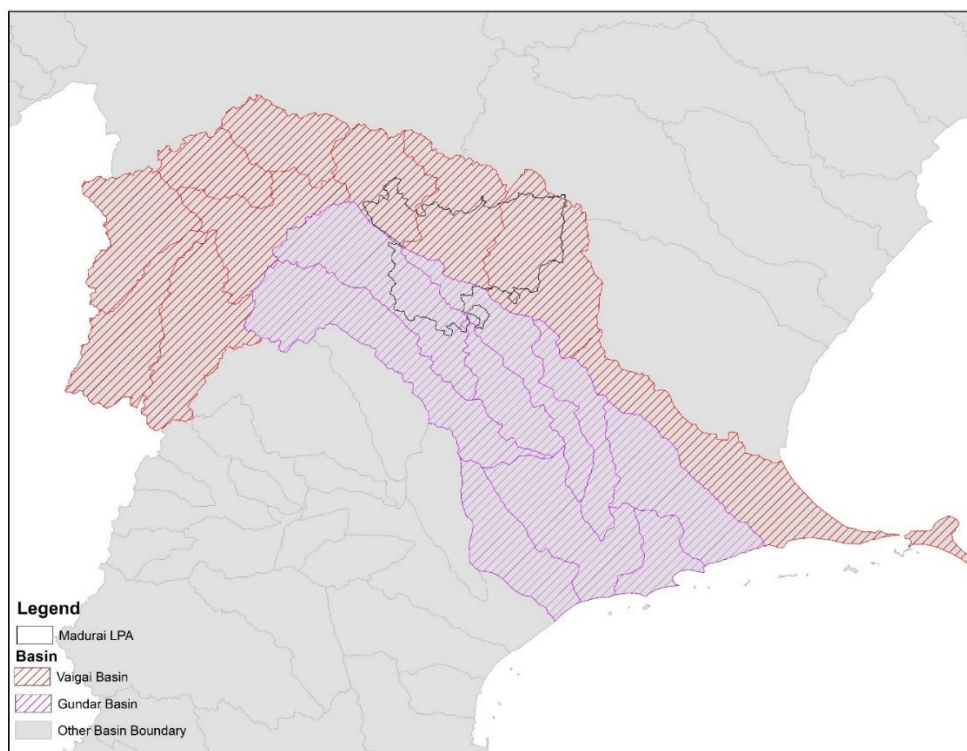 Legend
Madurai LPA
Basin
Vaigai Basin
Gundar Basin
Other Basin Boundary